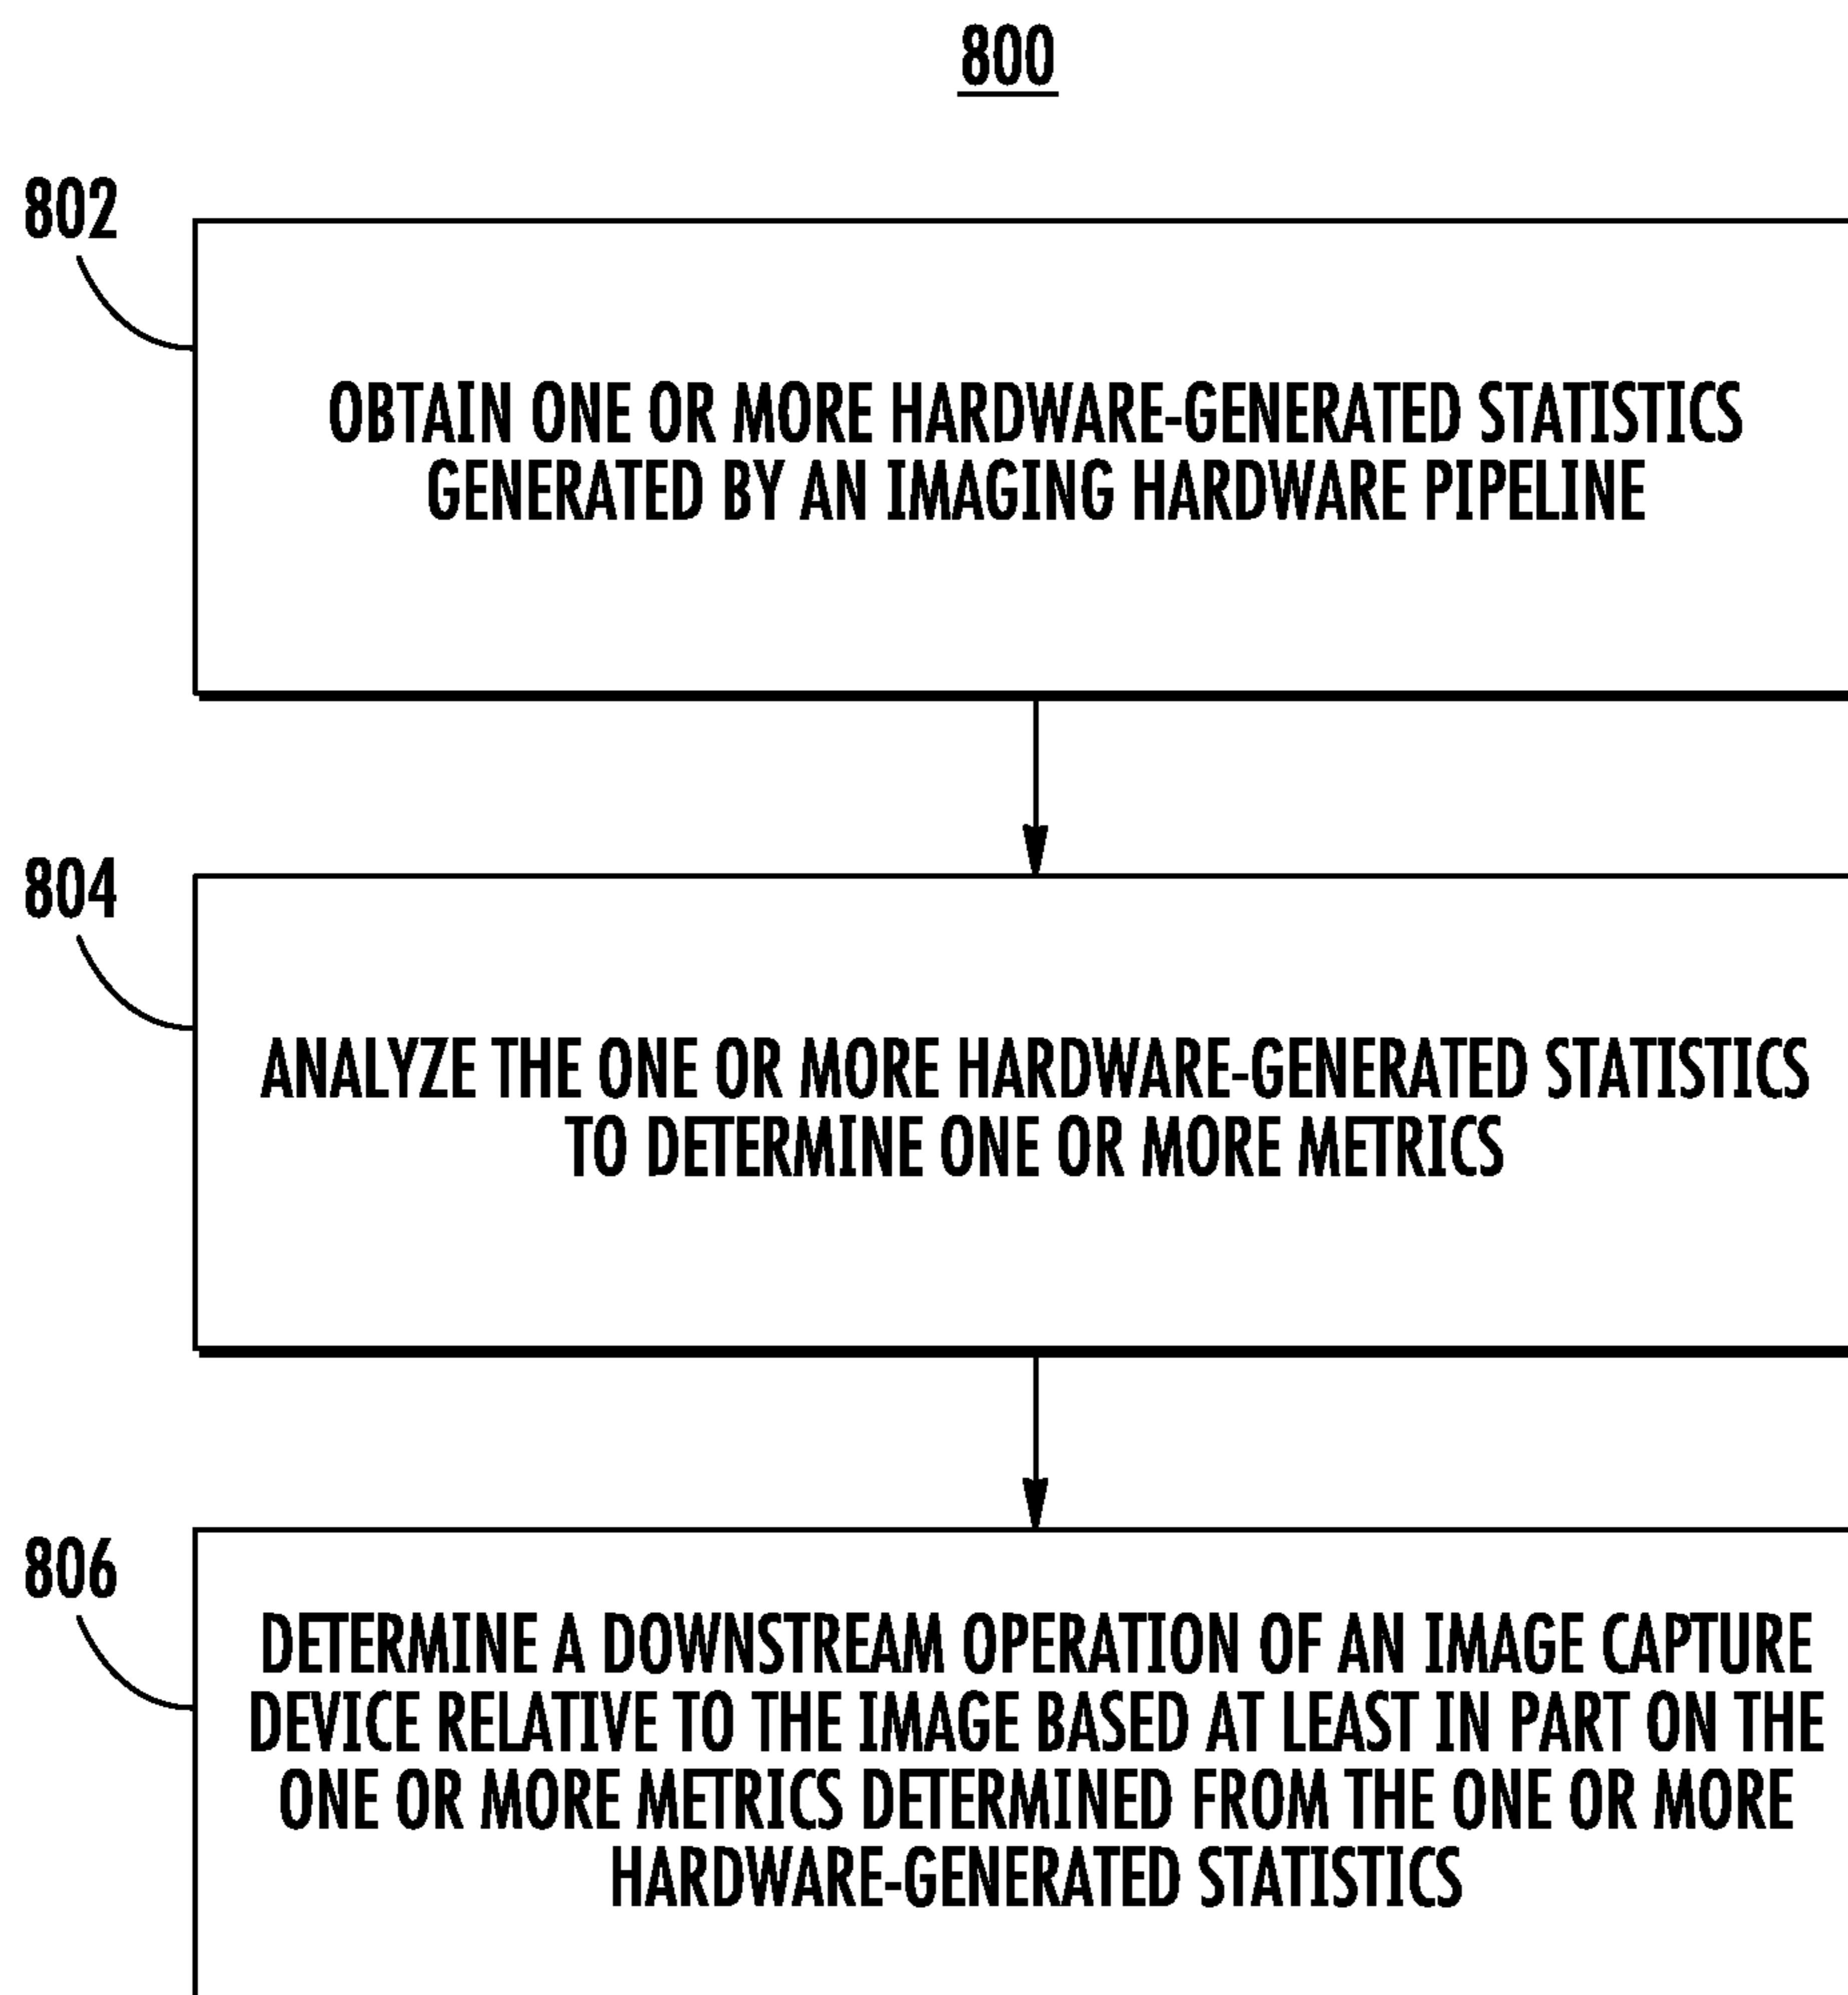 800
802
OBTAIN ONE OR MORE HARDWARE-GENERATED STATISTICS
GENERATED BY AN IMAGING HARDWARE PIPELINE
804
ANALYZE THE ONE OR MORE HARDWARE-GENERATED STATISTICS
TO DETERMINE ONE OR MORE METRICS
806
DETERMINE A DOWNSTREAM OPERATION OF AN IMAGE CAPTURE
DEVICE RELATIVE TO THE IMAGE BASED AT LEAST IN PART ON THE
ONE OR MORE METRICS DETERMINED FROM THE ONE OR MORE
HARDWARE-GENERATED STATISTICS